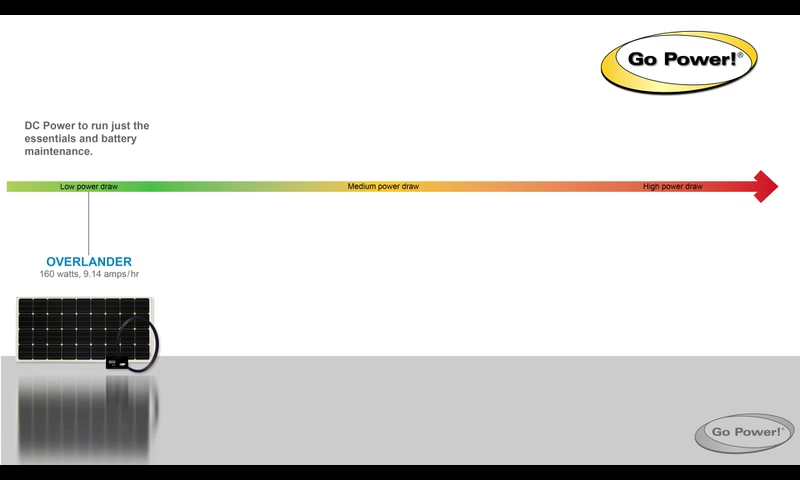 Go Power!®
DC Power to run just the
essentials and battery
maintenance.
Low power draw
Medium power draw
High power draw
OVERLANDER
160 watts, 9.14 amps/hr
Go Power!®